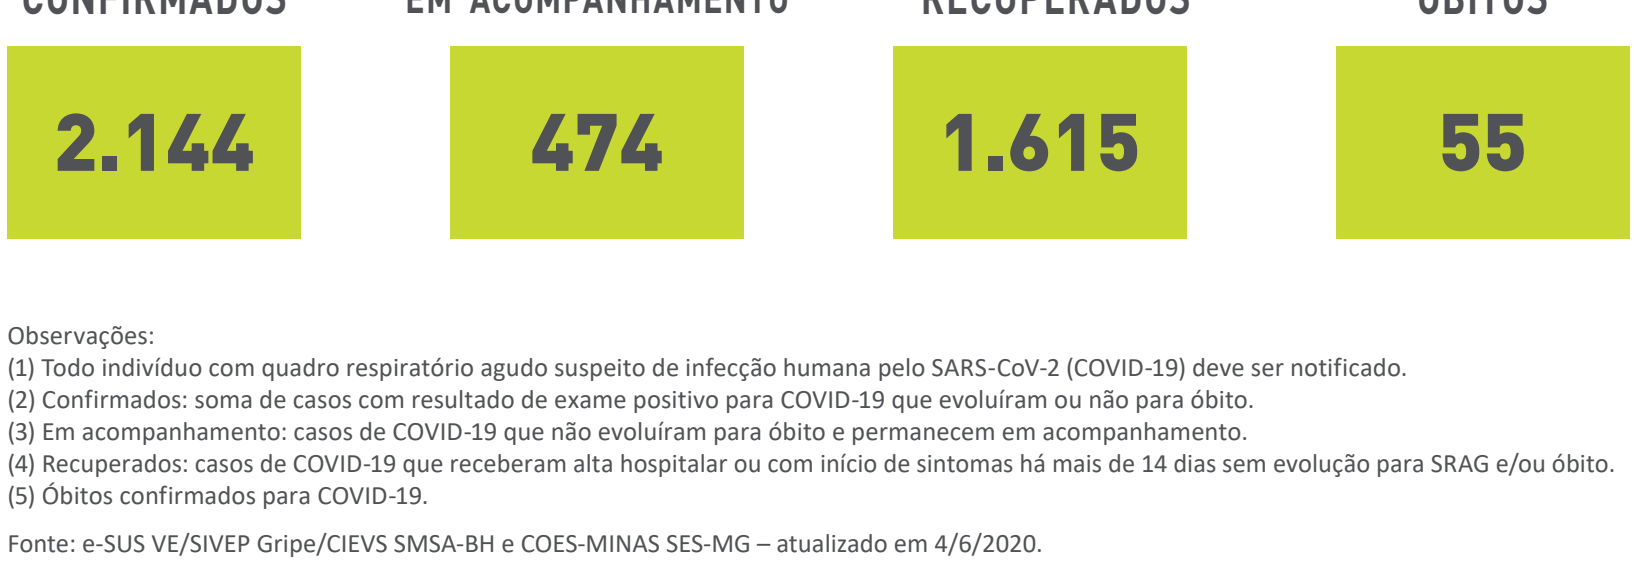 CONFIRMADOS EM ACOMPANHAMENTO RECUPERADOS ÓBITOS
2.144 474 1.615 55
Observações:
(1) Todo indivíduo com quadro respiratório agudo suspeito de infecção humana pelo SARS-CoV-2 (COVID-19) deve ser notificado.
(2) Confirmados: soma de casos com resultado de exame positivo para COVID-19 que evoluíram ou não para óbito.
(3) Em acompanhamento: casos de COVID-19 que não evoluíram para óbito e permanecem em acompanhamento.
(4) Recuperados: casos de COVID-19 que receberam alta hospitalar ou com início de sintomas há mais de 14 dias sem evolução para SRAG e/ou óbito.
(5) Óbitos confirmados para COVID-19.
Fonte: e-SUS VE/SIVEP Gripe/CIEVS SMSA-BH e COES-MINAS SES-MG – atualizado em 4/6/2020.